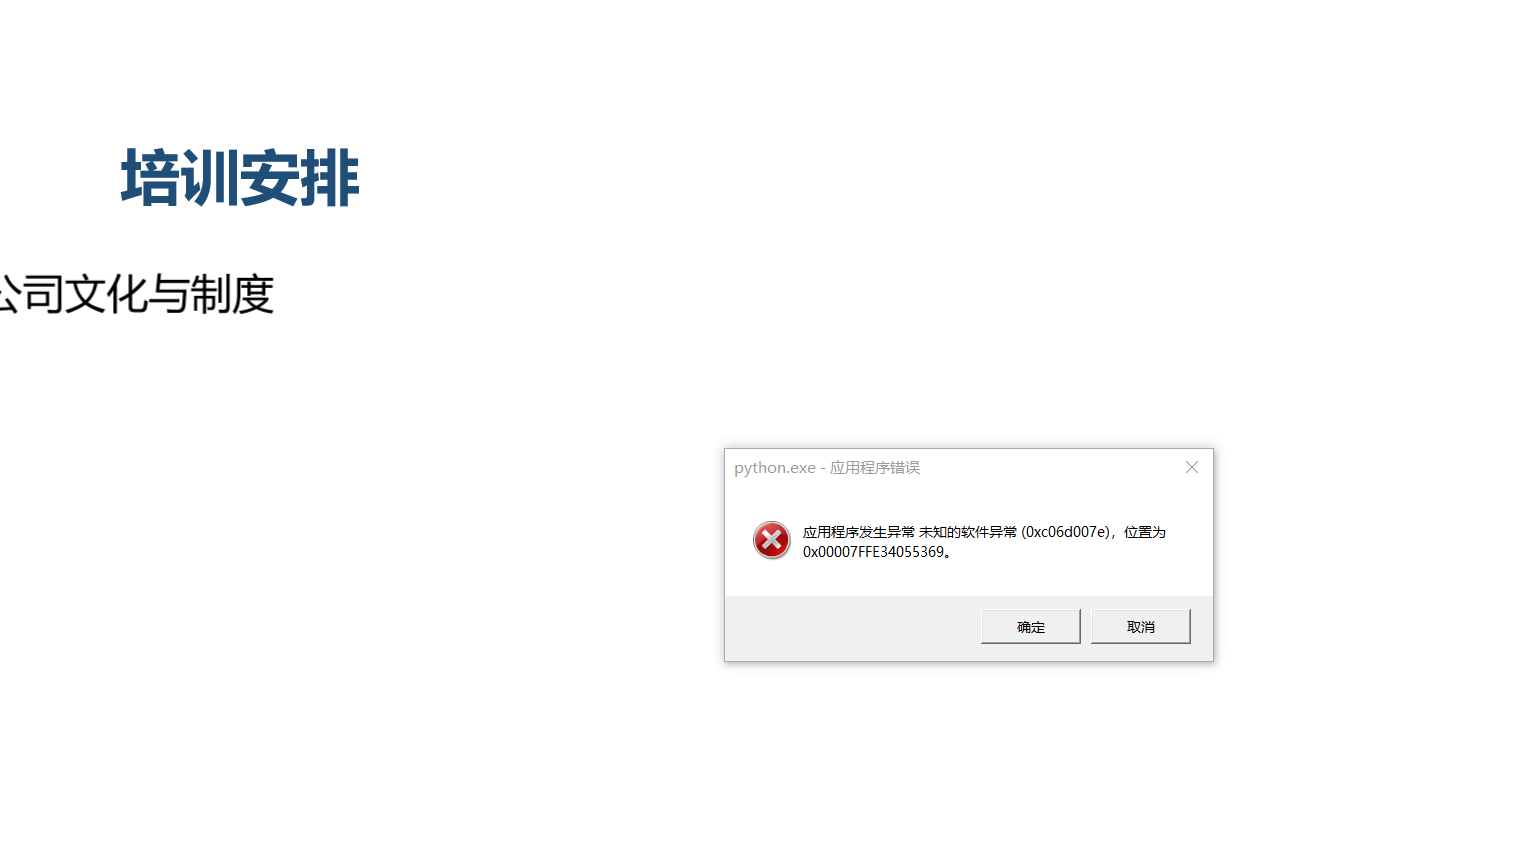 培训安排
公司文化与制度
python.exe - 应用程序错误
应用程序发生异常 未知的软件异常 (0xc06d007e)，位置为
0x00007FFE34055369。
确定
取消